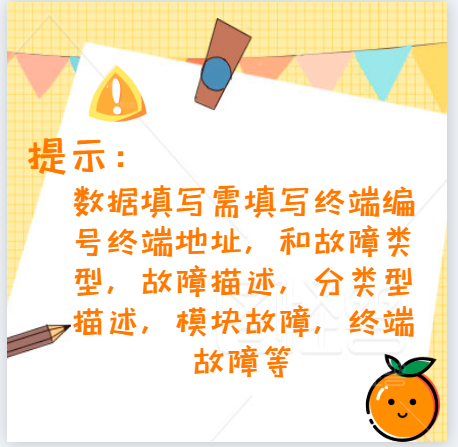 提示：
数据填写需填写终端编
号终端地址，和故障类
型，故障描述，分类型
描述，模块故障，终端
故障等